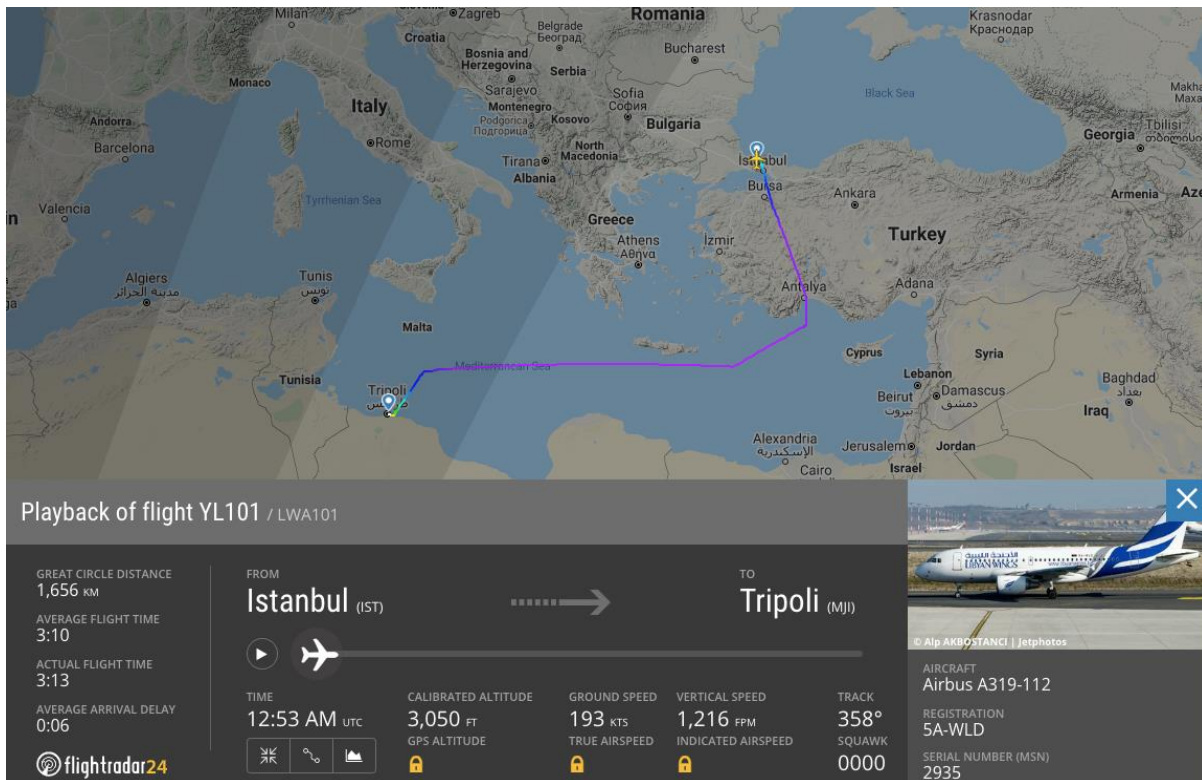 Milan
Zagreb
Croatia
Belgrade
Београд
Romania
Bucharest
Krasnodar
Краснодар
Bosnia and
Herzegovina
Serbia
Sarajevo
Monaco
Black Sea
Italy
Montenegro
Podgorica
Подгорица
Kosovo
Sofia
София
Bulgaria
Andorra
Barcelona
Rome
North
Macedonia
Georgia
Tbilisi
Tirana
Albania
Istanbul
Bursa
Ankara
Armenia
Valencia
Tyrrhenian Sea
Greece
Athens
Αθήνα
İzmir
Turkey
Algiers
مدينة الجزائر
Tunis
تونس
Antalya
Adana
Malta
Mediterranean Sea
Cyprus
Syria
Tunisia
Tripoli
Lebanon
Beirut
بيروت
Damascus
دمشق
Baghdad
بغداد
Iraq
Alexandria
الإسكندرية
Cairo
Jerusalem
Jordan
Israel
Playback of flight YL101 / LWA101
GREAT CIRCLE DISTANCE
1,656 KM
AVERAGE FLIGHT TIME
3:10
ACTUAL FLIGHT TIME
3:13
AVERAGE ARRIVAL DELAY
0:06
flightradar24
FROM
Istanbul (IST)
TO
Tripoli (MJI)
TIME
12:53 AM UTC
CALIBRATED ALTITUDE
3,050 FT
GPS ALTITUDE
GROUND SPEED
193 KTS
TRUE AIRSPEED
VERTICAL SPEED
1,216 FPM
INDICATED AIRSPEED
TRACK
358°
SQUAWK
0000
الأجنحة الليبية
LIBYAN WINGS
© Alp AKBOSTANCI | Jetphotos
AIRCRAFT
Airbus A319-112
REGISTRATION
5A-WLD
SERIAL NUMBER (MSN)
2935